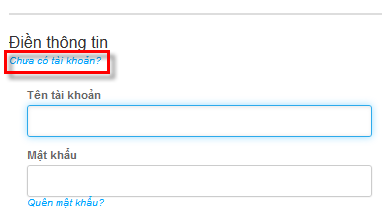 Điền thông tin
Chưa có tài khoản?
Tên tài khoản
Mật khẩu
Quên mật khẩu?